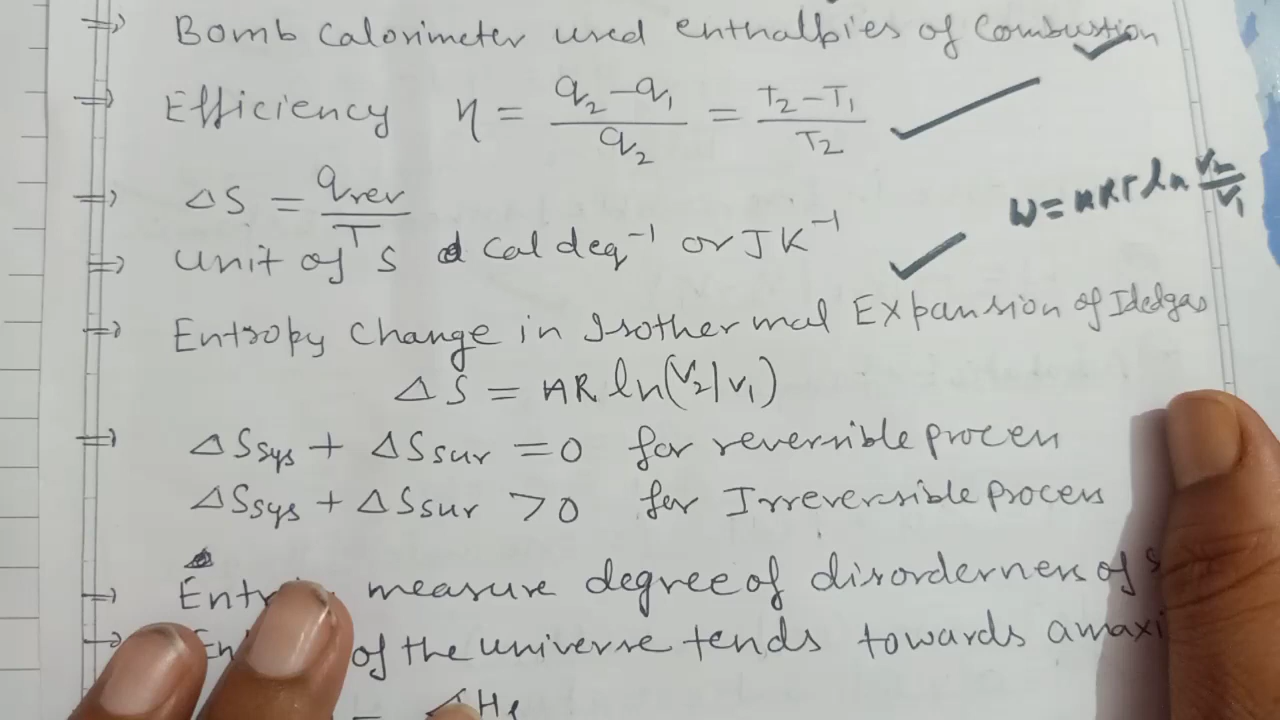 ⇒ Bomb Calorimeter used enthalpies of Combustion ✓
⇒ Efficiency η = (q₂ - q₁)/q₂ = (T₂ - T₁)/T₂ ✓
⇒ ΔS = qrev/T
W = nRT ln V₂/V₁
⇒ Unit of S Cal deg⁻¹ or JK⁻¹ ✓
⇒ Entropy Change in Isothermal Expansion of Idedgas
ΔS = nR ln(V₂/V₁)
⇒ ΔSsys + ΔSsur = 0 for reversible process
ΔSsys + ΔSsur > 0 for Irreversible process
⇒ measure degree of disorderness of
⇒ of the universe tends towards a
= ΔH